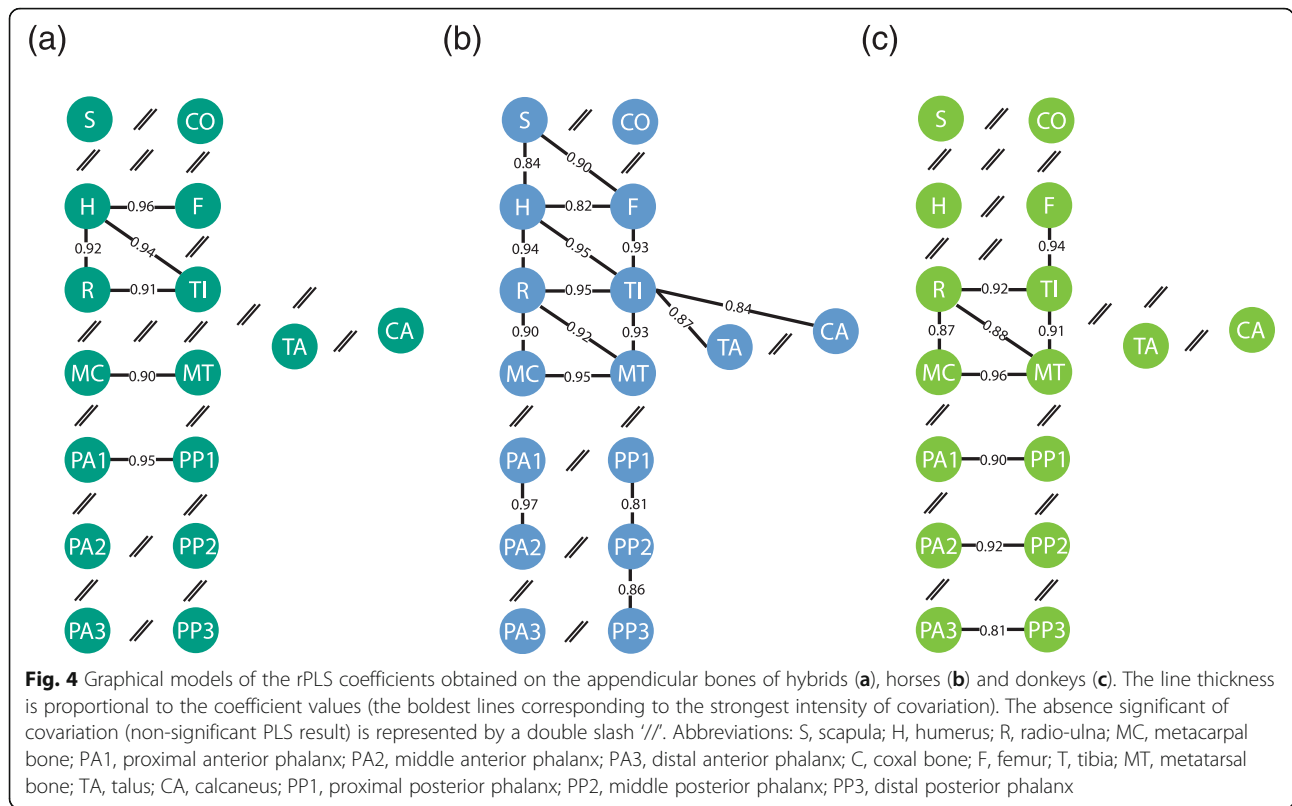 (a) (b) (c)
S // CO S // CO S // CO
// // // 0.84 0.90 // // // //
H 0.96 F H 0.82 F H // F
0.92 0.94 // 0.94 0.95 0.93 // // 0.94
R 0.91 TI R 0.95 TI R 0.92 TI
// // // // // 0.90 0.92 0.93 0.87 0.84 0.87 0.88 0.91 // //
TA // CA TA // CA TA // CA
MC 0.90 MT MC 0.95 MT MC 0.96 MT
// // // // // //
PA1 0.95 PP1 PA1 // PP1 PA1 0.90 PP1
// // 0.97 0.81 // //
PA2 // PP2 PA2 // PP2 PA2 0.92 PP2
// // // 0.86 // //
PA3 // PP3 PA3 // PP3 PA3 0.81 PP3
Fig. 4 Graphical models of the rPLS coefficients obtained on the appendicular bones of hybrids (a), horses (b) and donkeys (c). The line thickness
is proportional to the coefficient values (the boldest lines corresponding to the strongest intensity of covariation). The absence significant of
covariation (non-significant PLS result) is represented by a double slash ‘//’. Abbreviations: S, scapula; H, humerus; R, radio-ulna; MC, metacarpal
bone; PA1, proximal anterior phalanx; PA2, middle anterior phalanx; PA3, distal anterior phalanx; C, coxal bone; F, femur; T, tibia; MT, metatarsal
bone; TA, talus; CA, calcaneus; PP1, proximal posterior phalanx; PP2, middle posterior phalanx; PP3, distal posterior phalanx